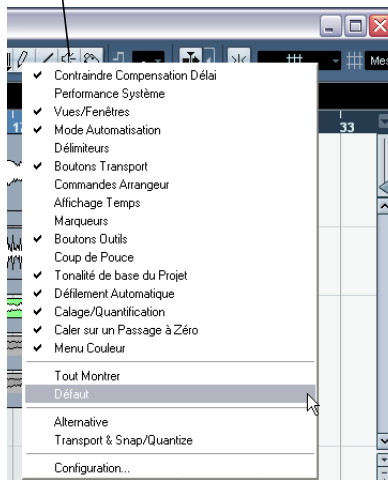 Mes
17
33
Contraindre Compensation Délai
Performance Système
Vues/Fenêtres
Mode Automatisation
Délimiteurs
Boutons Transport
Commandes Arrangeur
Affichage Temps
Marqueurs
Boutons Outils
Coup de Pouce
Tonalité de base du Projet
Défilement Automatique
Calage/Quantification
Caler sur un Passage à Zéro
Menu Couleur
Tout Montrer
Défaut
Alternative
Transport & Snap/Quantize
Configuration...